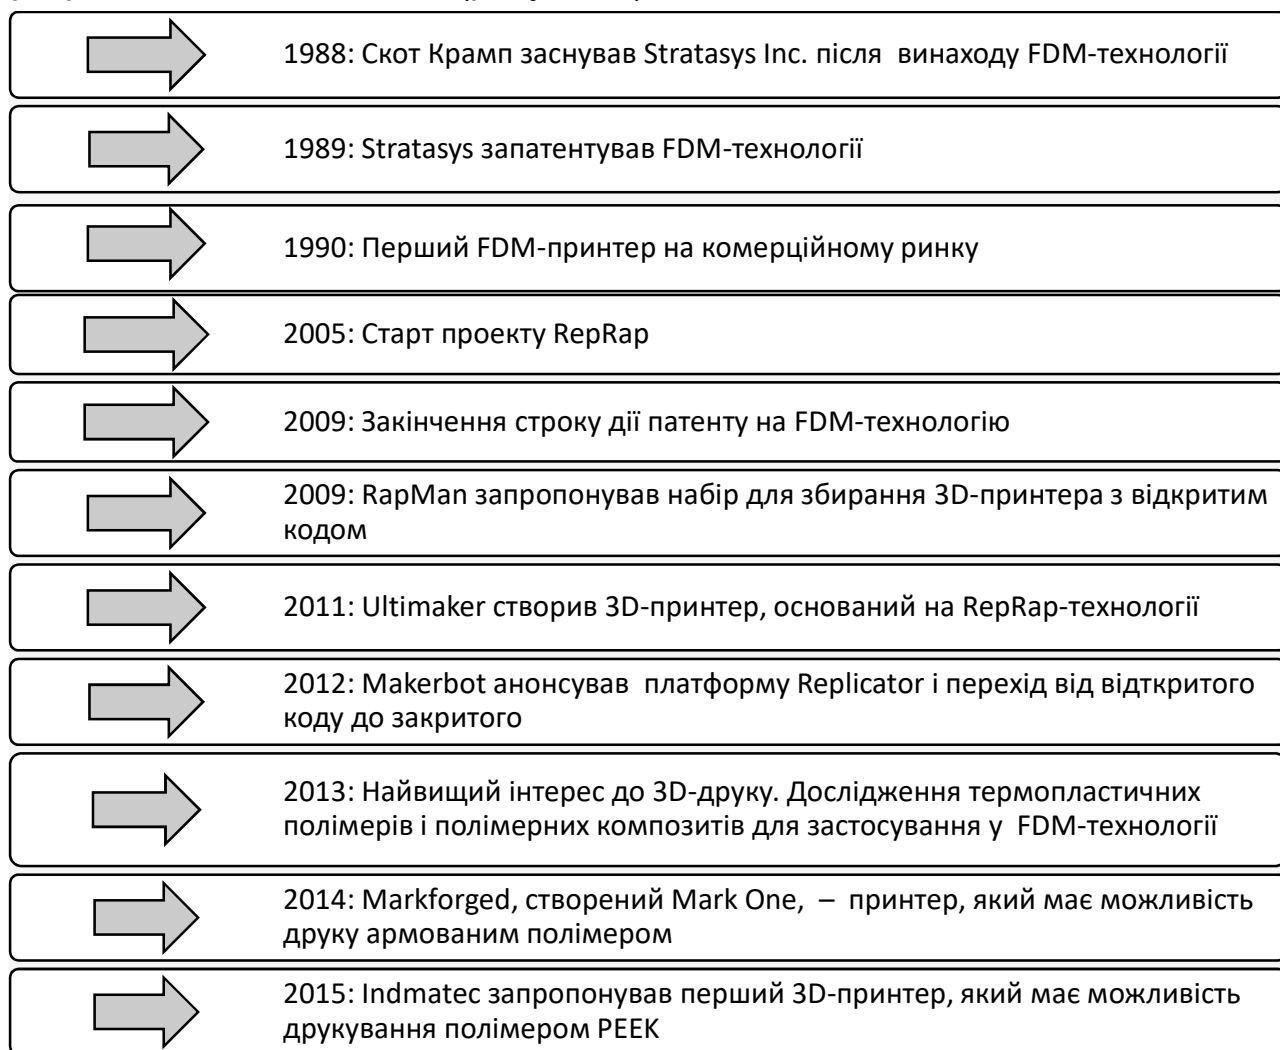 1988: Скот Крамп заснував Stratasys Inc. після  винаходу FDM-технології
1989: Stratasys запатентував FDM-технології
1990: Перший FDM-принтер на комерційному ринку
2005: Старт проекту RepRap
2009: Закінчення строку дії патенту на FDM-технологію
2009: RapMan запропонував набір для збирання 3D-принтера з відкритим
кодом
2011: Ultimaker створив 3D-принтер, оснований на RepRap-технології
2012: Makerbot анонсував  платформу Replicator і перехід від відткритого
коду до закритого
2013: Найвищий інтерес до 3D-друку. Дослідження термопластичних
полімерів і полімерних композитів для застосування у  FDM-технології
2014: Markforged, створений Mark One,  –  принтер, який має можливість
друку армованим полімером
2015: Indmatec запропонував перший 3D-принтер, який має можливість
друкування полімером PEEK